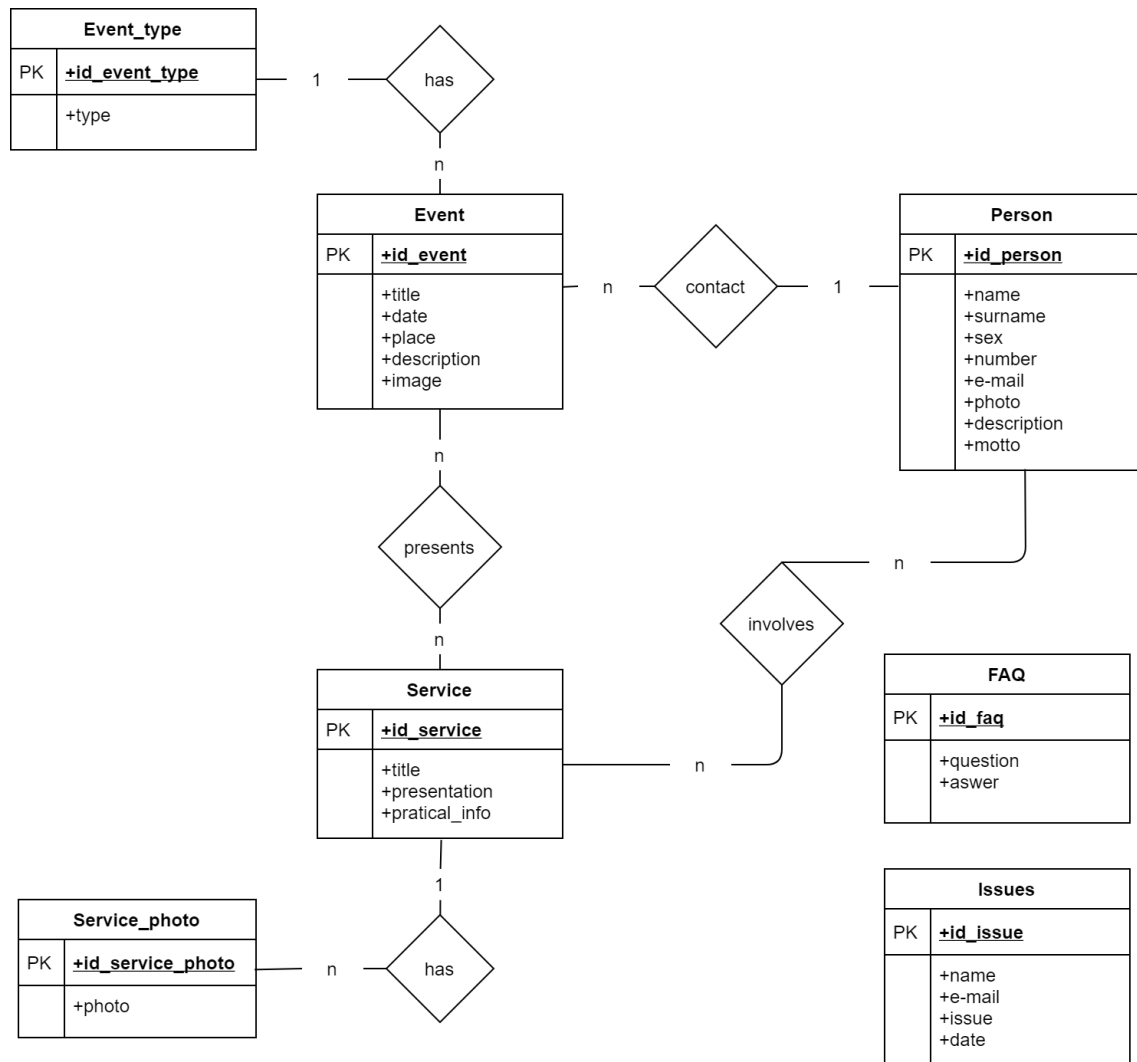 Event_type
PK +id_event_type
+type
1
has
n
Event
PK +id_event
+title
+date
+place
+description
+image
n
contact
1
Person
PK +id_person
+name
+surname
+sex
+number
+e-mail
+photo
+description
+motto
n
presents
n
n
involves
n
Service
PK +id_service
+title
+presentation
+pratical_info
FAQ
PK +id_faq
+question
+aswer
1
has
n
Service_photo
PK +id_service_photo
+photo
Issues
PK +id_issue
+name
+e-mail
+issue
+date